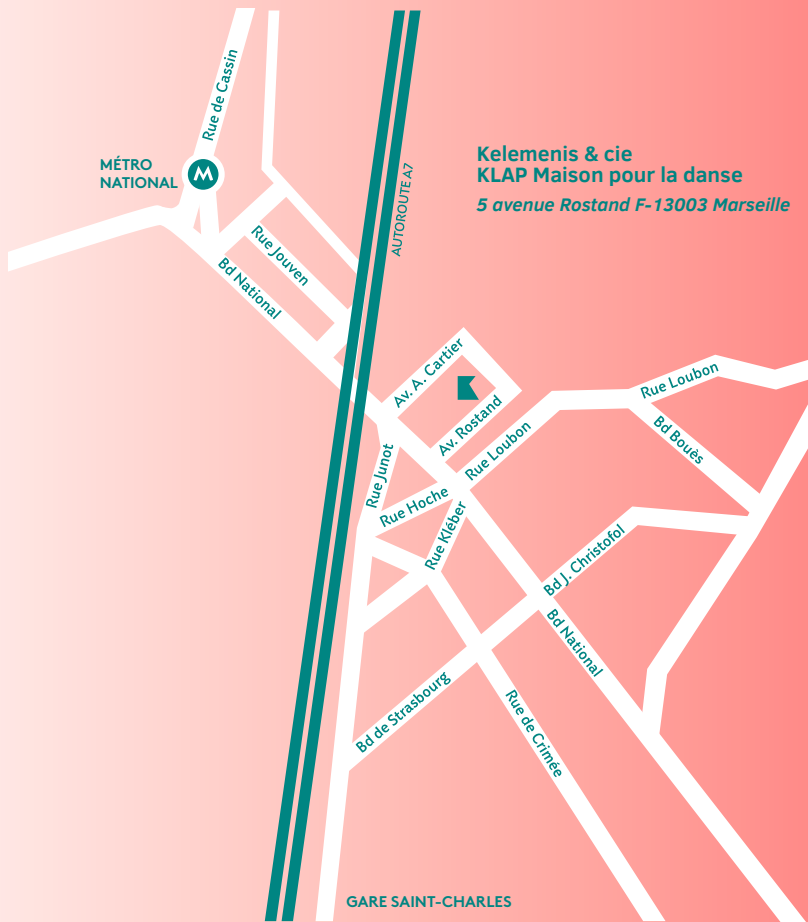 Rue de Cassin
MÉTRO
NATIONAL
M
AUTOROUTE A7
Kelemenis & cie
KLAP Maison pour la danse
5 avenue Rostand F-13003 Marseille
Rue Jouven
Bd National
Av. A. Cartier
Av. Rostand
Rue Loubon
Rue Loubon
Bd Bouès
Rue Junot
Rue Hoche
Rue Kléber
Bd J. Christofol
Bd National
Bd de Strasbourg
Rue de Crimée
GARE SAINT-CHARLES